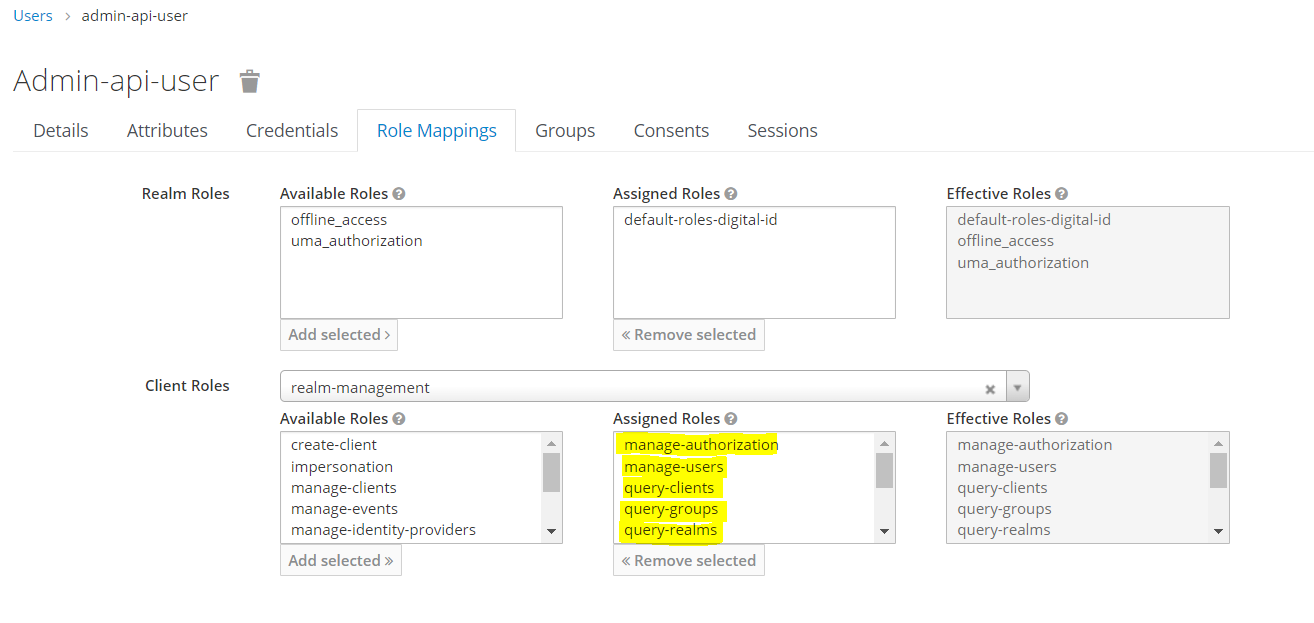 Users > admin-api-user
Admin-api-user
Details Attributes Credentials Role Mappings Groups Consents Sessions
Realm Roles Available Roles Assigned Roles Effective Roles
offline_access default-roles-digital-id default-roles-digital-id
uma_authorization offline_access
uma_authorization
Add selected > « Remove selected
Client Roles realm-management
Available Roles Assigned Roles Effective Roles
create-client manage-authorization manage-authorization
impersonation manage-users manage-users
manage-clients query-clients query-clients
manage-events query-groups query-groups
manage-identity-providers query-realms query-realms
Add selected » « Remove selected